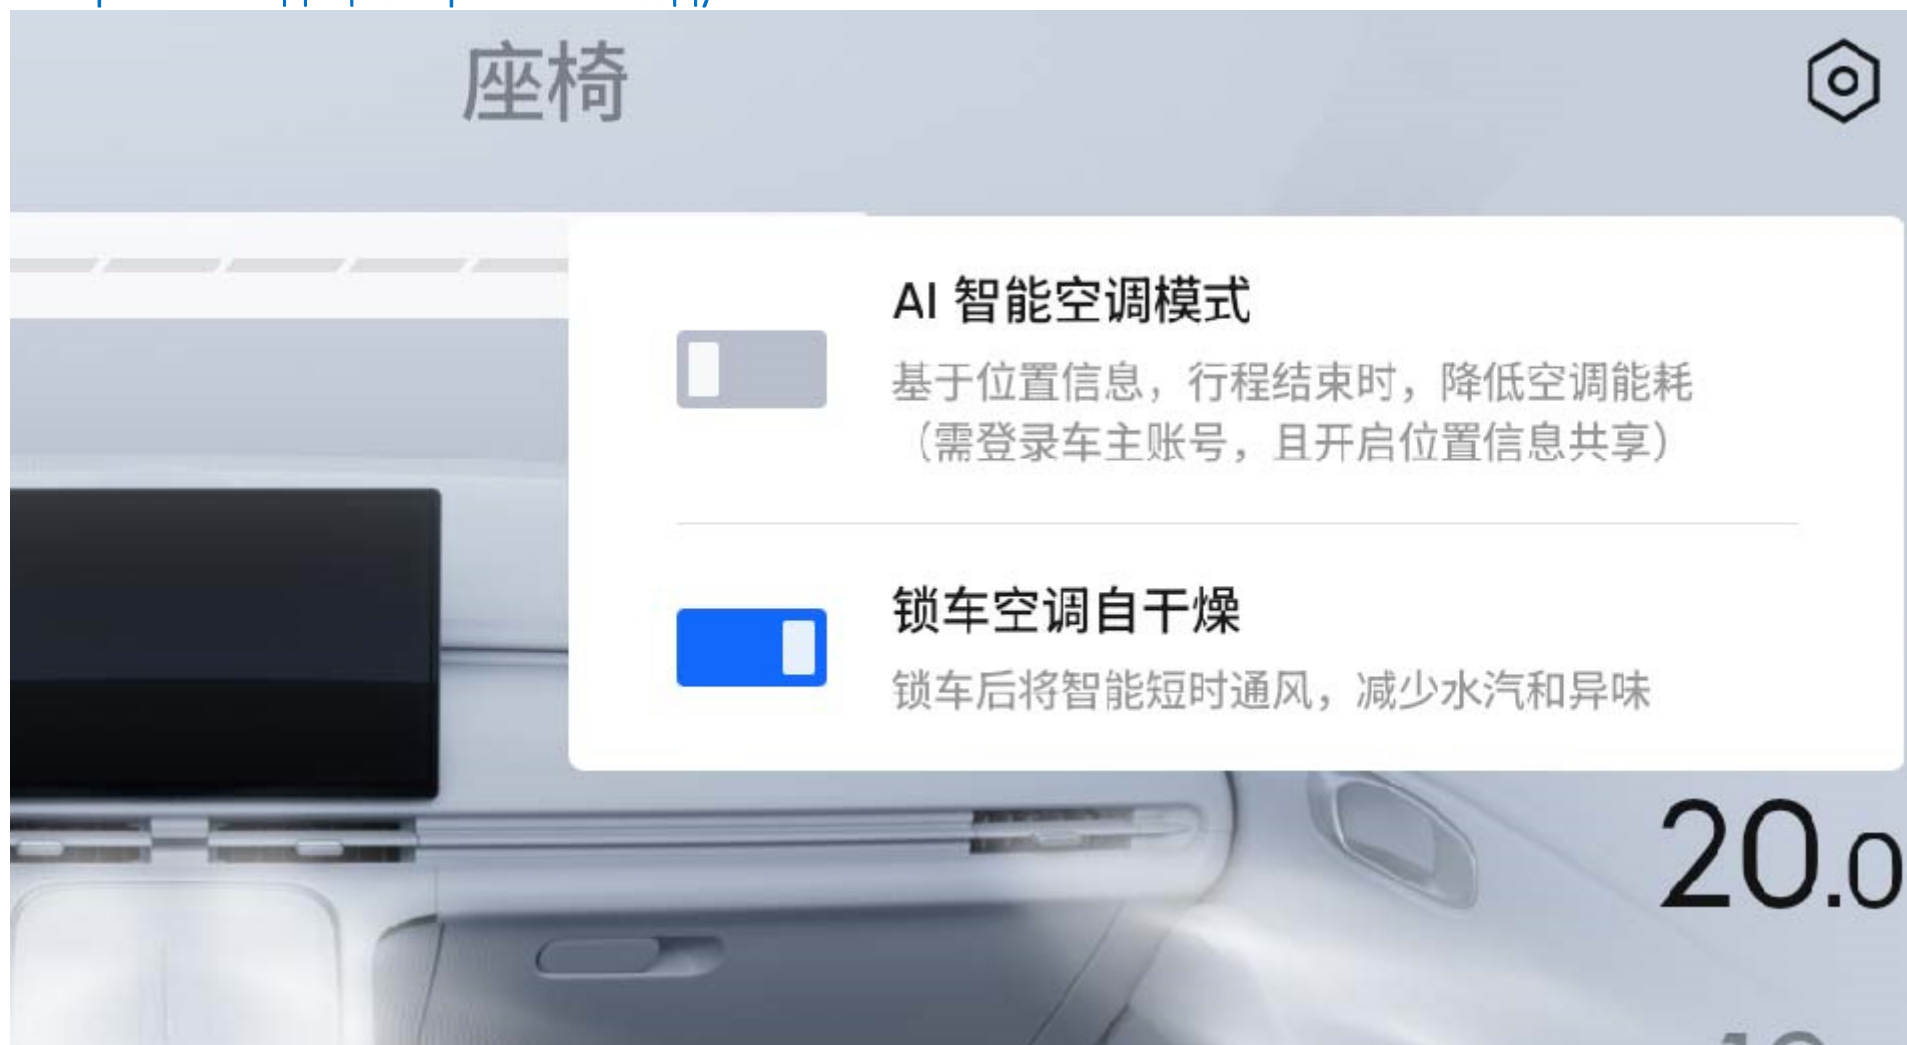 座椅
AI 智能空调模式
基于位置信息，行程结束时，降低空调能耗
（需登录车主账号，且开启位置信息共享）
锁车空调自干燥
锁车后将智能短时通风，减少水汽和异味
20.0